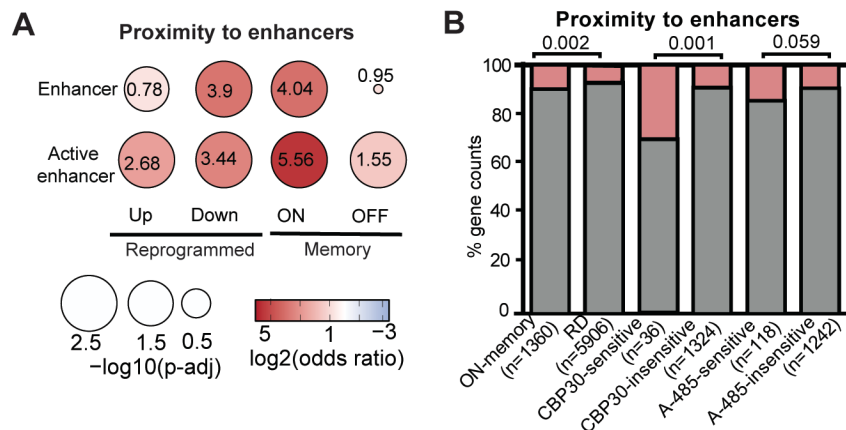 A
Proximity to enhancers
Enhancer
0.78
3.9
4.04
0.95
Active
enhancer
2.68
3.44
5.56
1.55
Up
Down
ON
OFF
Reprogrammed
Memory
2.5
1.5
0.5
−log10(p-adj)
5
1
−3
log2(odds ratio)
B
Proximity to enhancers
0.002
0.001
0.059
% gene counts
100
80
60
40
20
0
ON-memory
(n=1360)
RD
(n=5906)
CBP30-sensitive
(n=36)
CBP30-insensitive
(n=1324)
A-485-sensitive
(n=118)
A-485-insensitive
(n=1242)